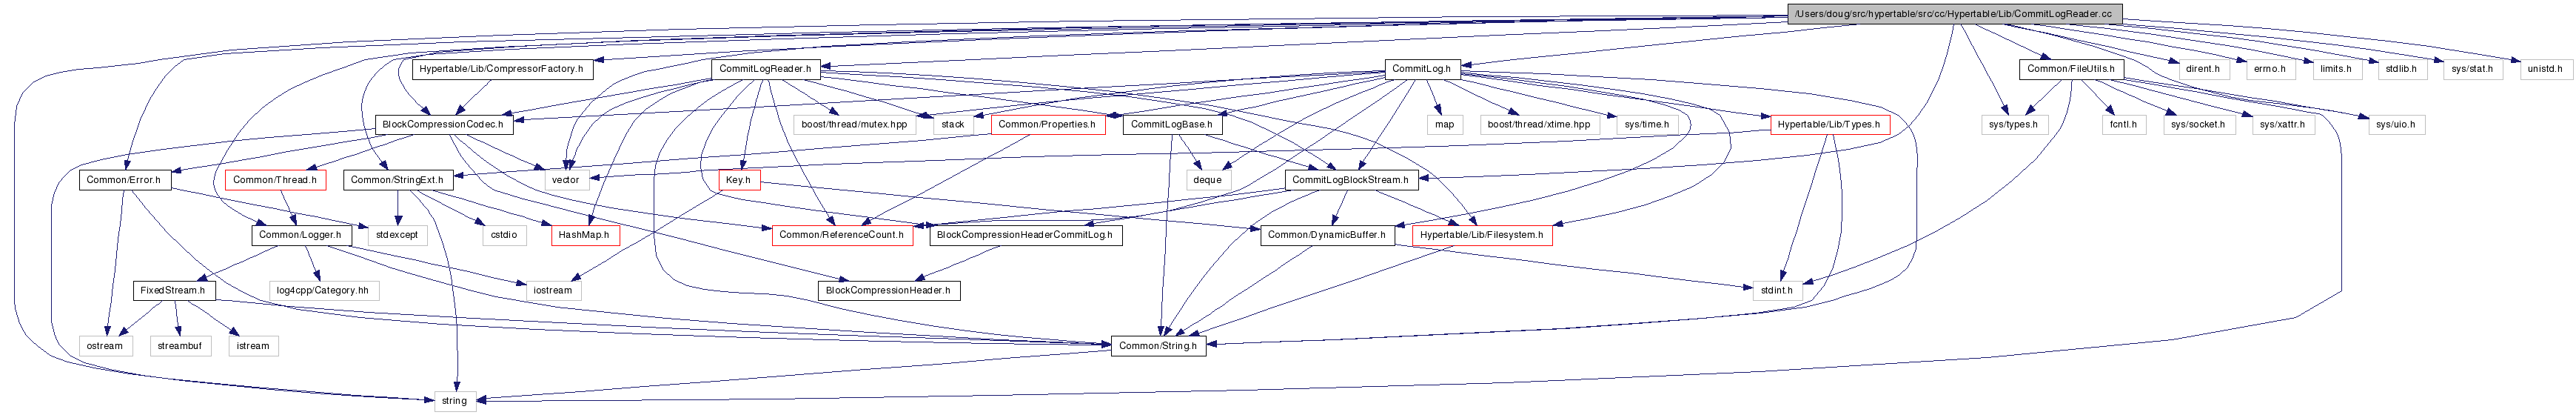 /Users/doug/src/hypertable/src/cc/Hypertable/Lib/CommitLogReader.cc
Hypertable/Lib/CompressorFactory.h
CommitLogReader.h
CommitLog.h
Common/FileUtils.h
dirent.h
errno.h
limits.h
stdlib.h
sys/stat.h
unistd.h
BlockCompressionCodec.h
boost/thread/mutex.hpp
stack
Common/Properties.h
CommitLogBase.h
map
boost/thread/xtime.hpp
sys/time.h
Hypertable/Lib/Types.h
sys/types.h
fcntl.h
sys/socket.h
sys/xattr.h
sys/uio.h
Common/Error.h
Common/Thread.h
Common/StringExt.h
vector
Key.h
deque
CommitLogBlockStream.h
Common/Logger.h
stdexcept
cstdio
HashMap.h
Common/ReferenceCount.h
BlockCompressionHeaderCommitLog.h
Common/DynamicBuffer.h
Hypertable/Lib/Filesystem.h
FixedStream.h
log4cpp/Category.hh
iostream
BlockCompressionHeader.h
stdint.h
ostream
streambuf
istream
Common/String.h
string